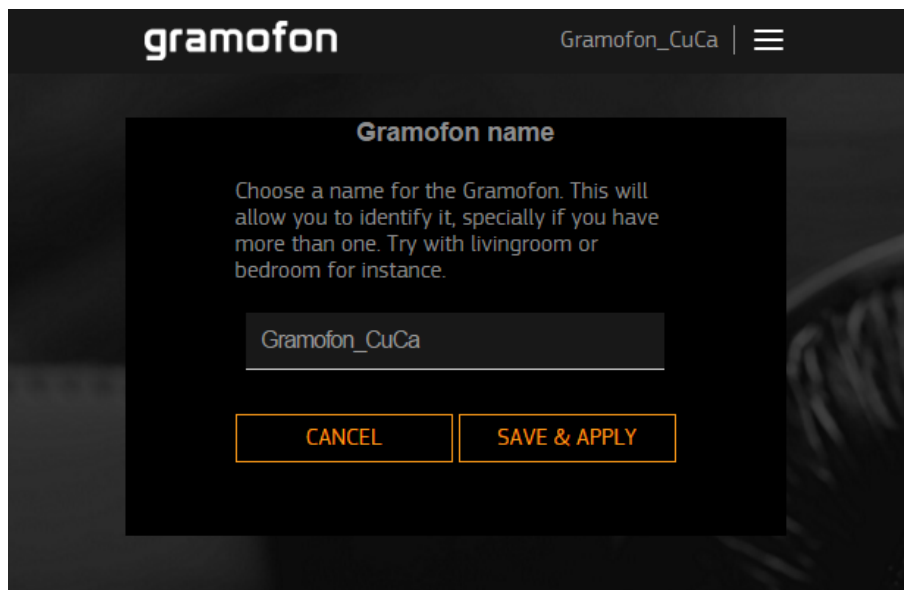 gramofon
Gramofon_CuCa
Gramofon name
Choose a name for the Gramofon. This will
allow you to identify it, specially if you have
more than one. Try with livingroom or
bedroom for instance.
Gramofon_CuCa
CANCEL
SAVE & APPLY